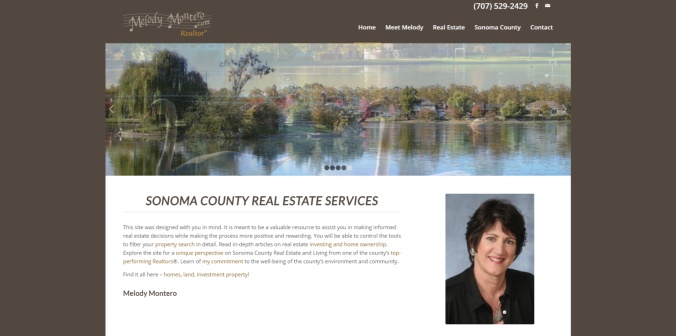 (707) 529-2429
Melody Montero.com
Realtor®
Home Meet Melody Real Estate Sonoma County Contact
SONOMA COUNTY REAL ESTATE SERVICES
This site was designed with you in mind. It is meant to be a valuable resource to assist you in making informed
real estate decisions while making the process more positive and rewarding. You will be able to control the tools
to filter your property search in detail. Read in-depth articles on real estate investing and home ownership.
Explore the site for a unique perspective on Sonoma County Real Estate and Living from one of the county's top-
performing Realtors®. Learn of my commitment to the well-being of the county's environment and community.
Find it all here – homes, land, investment property!
Melody Montero